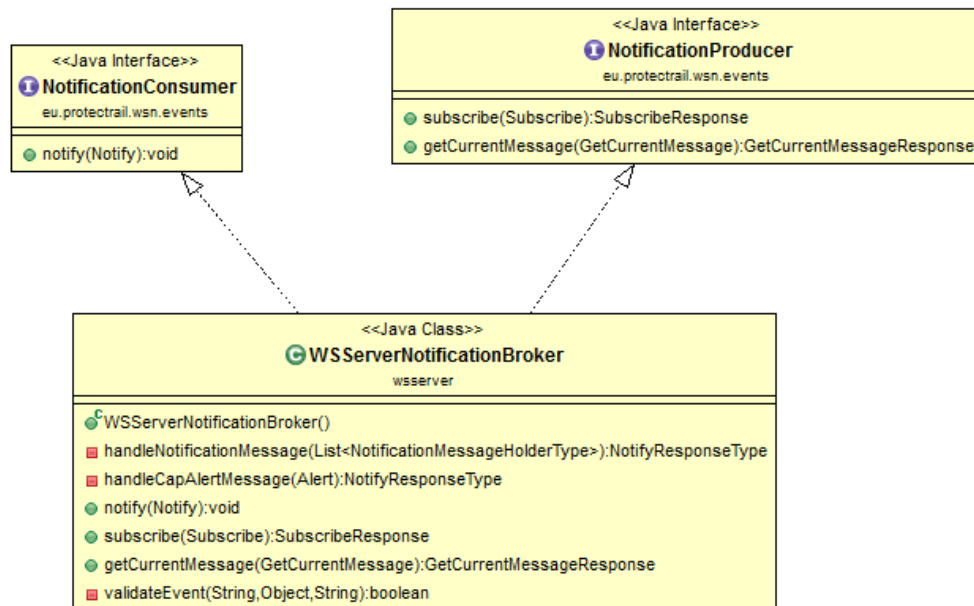 <<Java Interface>>
NotificationConsumer
eu.protectrail.wsn.events
notify(Notify):void
<<Java Interface>>
NotificationProducer
eu.protectrail.wsn.events
subscribe(Subscribe):SubscribeResponse
getCurrentMessage(GetCurrentMessage):GetCurrentMessageResponse
<<Java Class>>
WSServerNotificationBroker
wsserver
WSServerNotificationBroker()
handleNotificationMessage(List<NotificationMessageHolderType>):NotifyResponseType
handleCapAlertMessage(Alert):NotifyResponseType
notify(Notify):void
subscribe(Subscribe):SubscribeResponse
getCurrentMessage(GetCurrentMessage):GetCurrentMessageResponse
validateEvent(String,Object,String):boolean